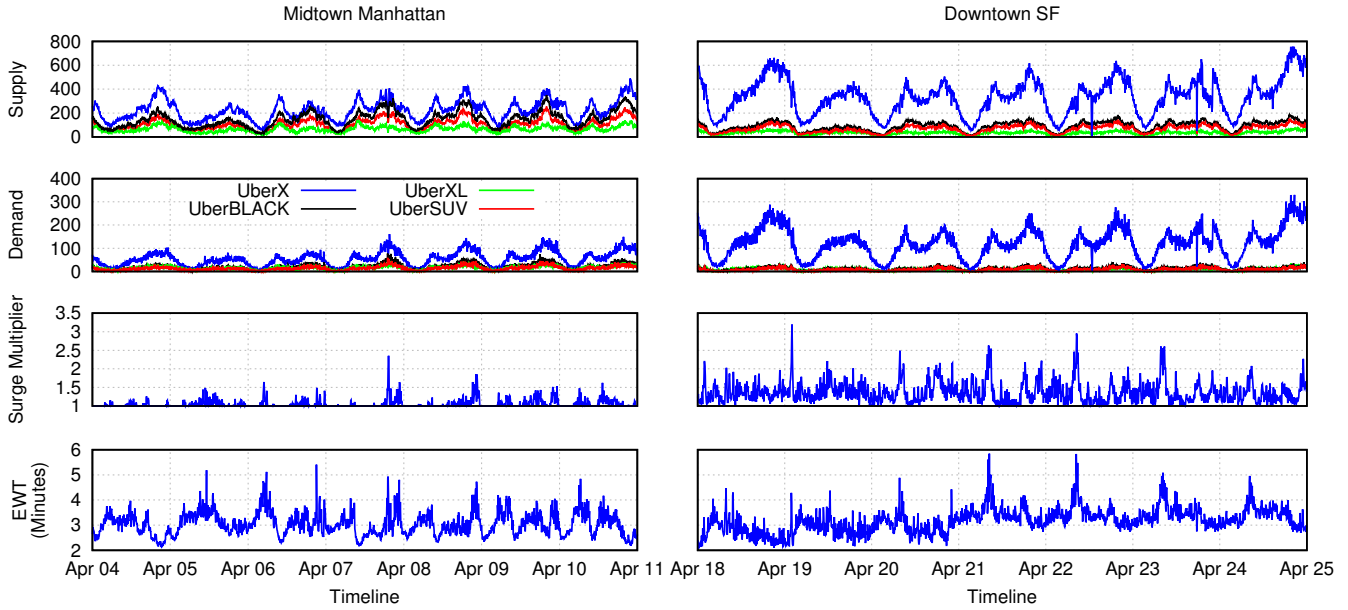 Midtown Manhattan
Downtown SF
Supply
800
600
400
200
0
Demand
400
300
200
100
0
UberX
UberXL
UberBLACK
UberSUV
Surge Multiplier
3.5
3
2.5
2
1.5
1
EWT
(Minutes)
6
5
4
3
2
Apr 04 Apr 05 Apr 06 Apr 07 Apr 08 Apr 09 Apr 10 Apr 11
Apr 18 Apr 19 Apr 20 Apr 21 Apr 22 Apr 23 Apr 24 Apr 25
Timeline
Timeline